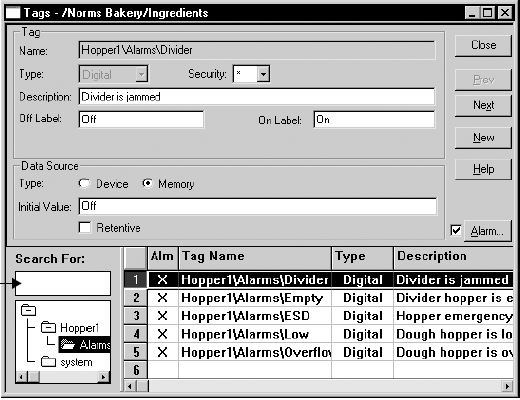 Tags - /Norms Bakery/Ingredients
Tag
Name: Hopper1\Alarms\Divider
Close
Type: Digital Security: *
Prev
Description: Divider is jammed
Next
Off Label: Off On Label: On
New
Data Source
Type: Device Memory
Help
Initial Value: Off
Retentive
Alarm...
Search For:
Alm Tag Name Type Description
1 X Hopper1\Alarms\Divider Digital Divider is jammed
2 X Hopper1\Alarms\Empty Digital Divider hopper is e
3 X Hopper1\Alarms\ESD Digital Hopper emergency
4 X Hopper1\Alarms\Low Digital Dough hopper is lo
5 X Hopper1\Alarms\Overflow Digital Dough hopper is ov
6
Hopper1
Alarms
system